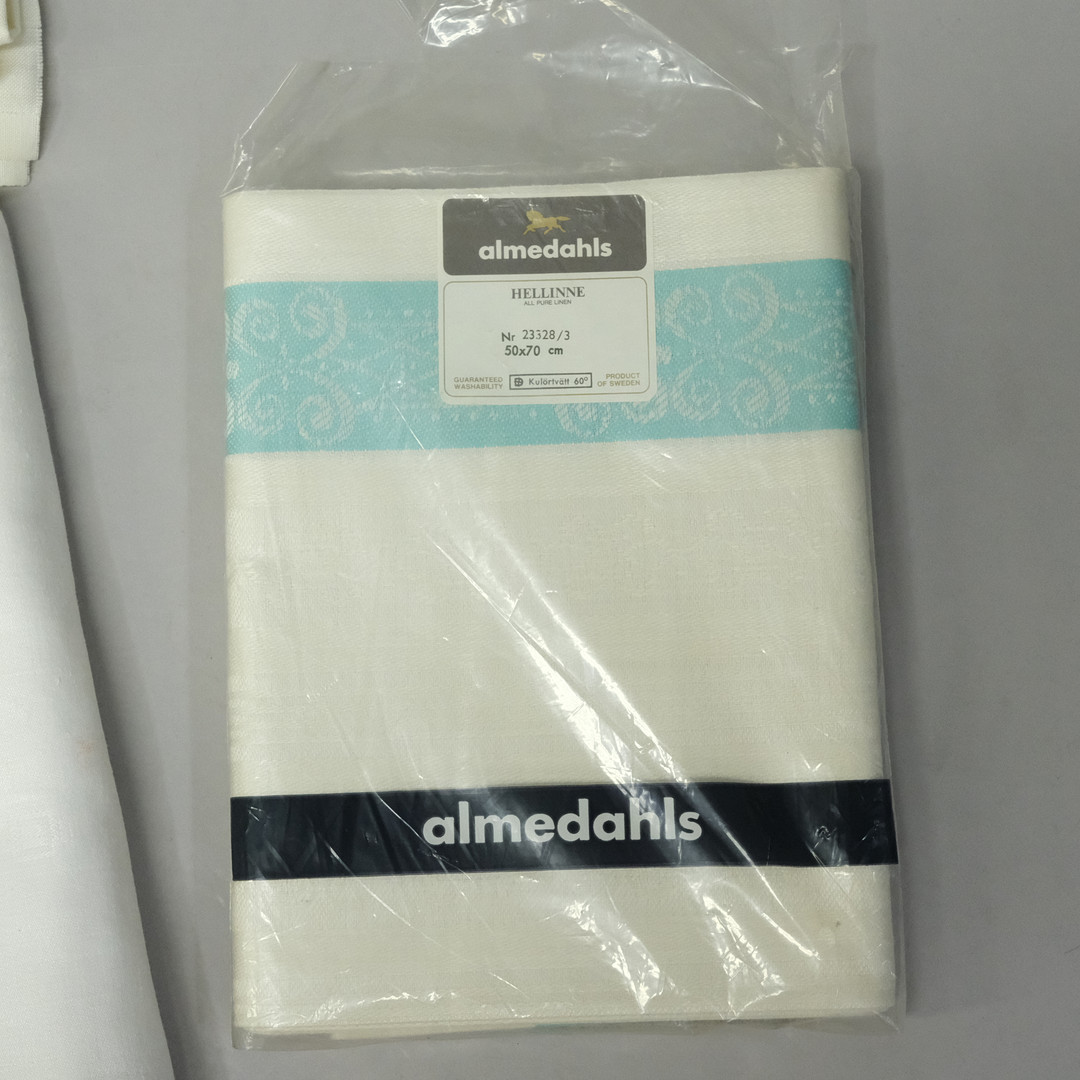 almedahls
HELLINNE
ALL PURE LINEN
Nr 23328/3
50x70 cm
GUARANTEED WASHABILITY
Kulörtvätt 60°
PRODUCT OF SWEDEN
almedahls